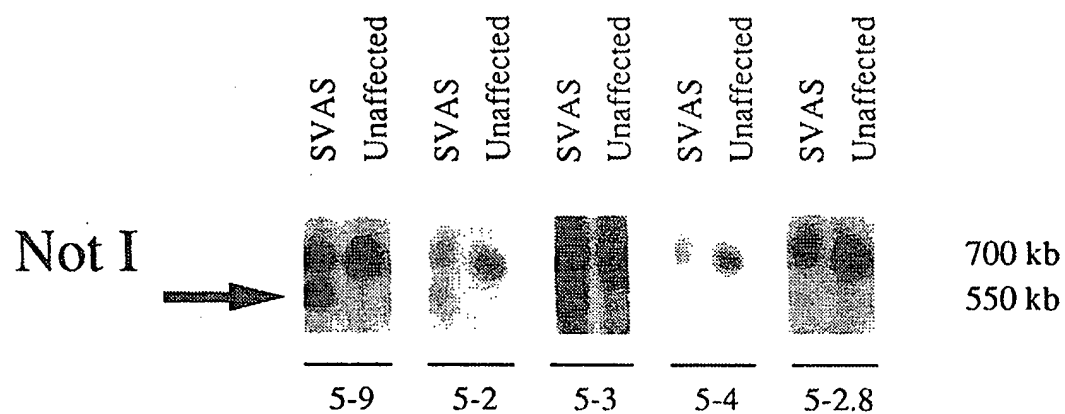 SVAS Unaffected SVAS Unaffected SVAS Unaffected SVAS Unaffected SVAS Unaffected
Not I
700 kb
550 kb
5-9 5-2 5-3 5-4 5-2.8